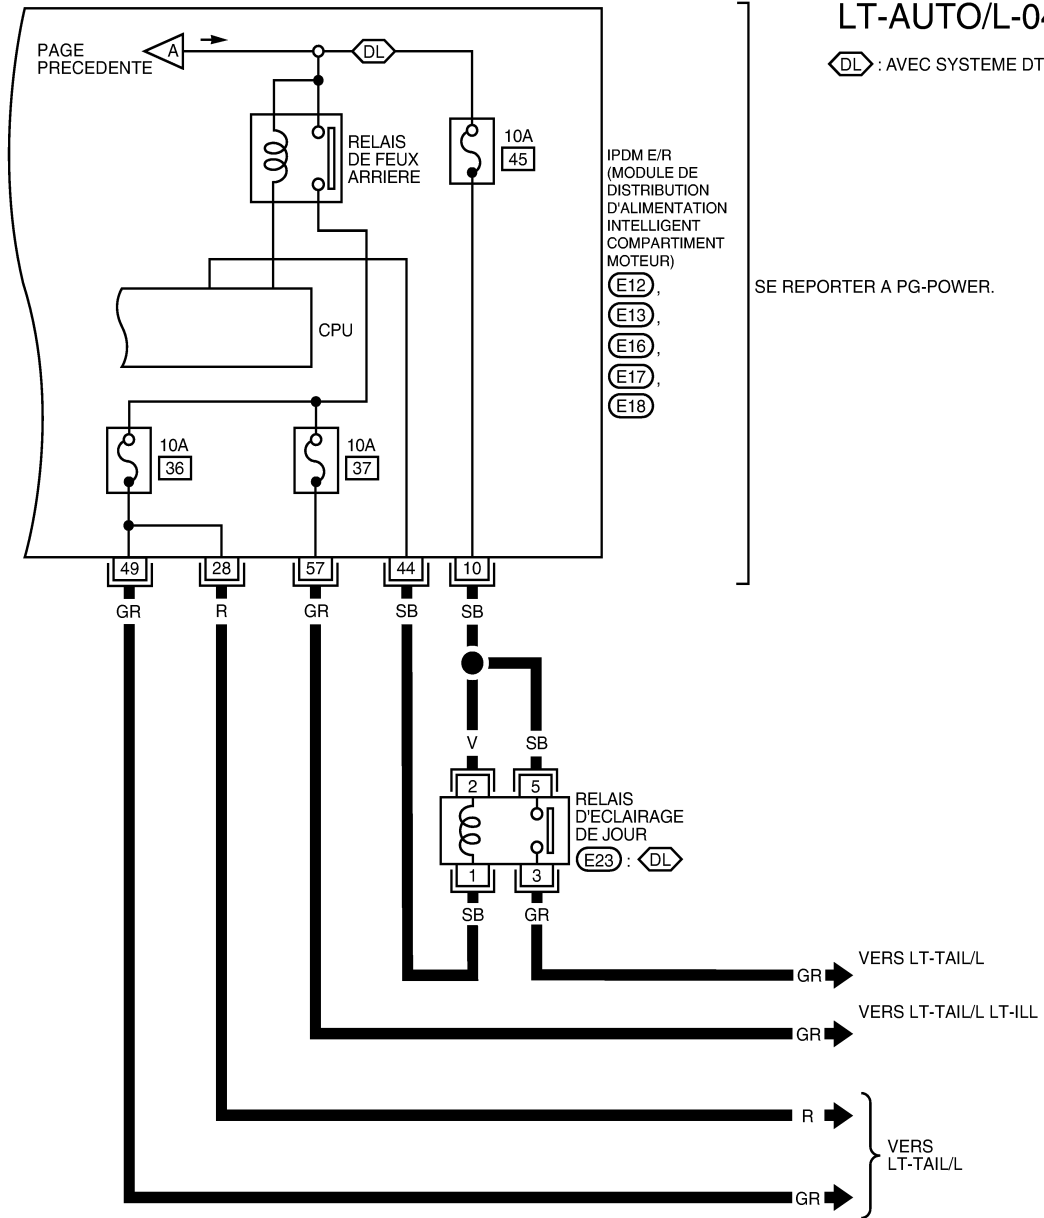 LT-AUTO/L-04
DL : AVEC SYSTEME DT
PAGE
PRECEDENTE
A
DL
RELAIS
DE FEUX
ARRIERE
10A
45
IPDM E/R
(MODULE DE
DISTRIBUTION
D'ALIMENTATION
INTELLIGENT
COMPARTIMENT
MOTEUR)
E12 ,
E13 ,
E16 ,
E17 ,
E18
SE REPORTER A PG-POWER.
CPU
10A
36
10A
37
49 28 57 44 10
GR R GR SB SB
V SB
2 5
RELAIS
D'ECLAIRAGE
DE JOUR
E23 : DL
1 3
SB GR
GR
VERS LT-TAIL/L
GR
VERS LT-TAIL/L LT-ILL
R
GR
VERS
LT-TAIL/L